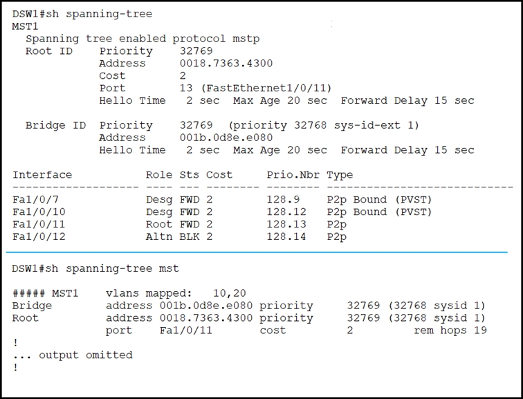 DSW1#sh spanning-tree
MST1
Spanning tree enabled protocol mstp
Root ID Priority 32769
Address 0018.7363.4300
Cost 2
Port 13 (FastEthernet1/0/11)
Hello Time 2 sec Max Age 20 sec Forward Delay 15 sec
Bridge ID Priority 32769 (priority 32768 sys-id-ext 1)
Address 001b.0d8e.e080
Hello Time 2 sec Max Age 20 sec Forward Delay 15 sec
Interface Role Sts Cost Prio.Nbr Type
Fa1/0/7 Desg FWD 2 128.9 P2p Bound (PVST)
Fa1/0/10 Desg FWD 2 128.12 P2p Bound (PVST)
Fa1/0/11 Root FWD 2 128.13 P2p
Fa1/0/12 Altn BLK 2 128.14 P2p
DSW1#sh spanning-tree mst
##### MST1 vlans mapped: 10,20
Bridge address 001b.0d8e.e080 priority 32769 (32768 sysid 1)
Root address 0018.7363.4300 priority 32769 (32768 sysid 1)
port Fa1/0/11 cost 2 rem hops 19
!
... output omitted
!